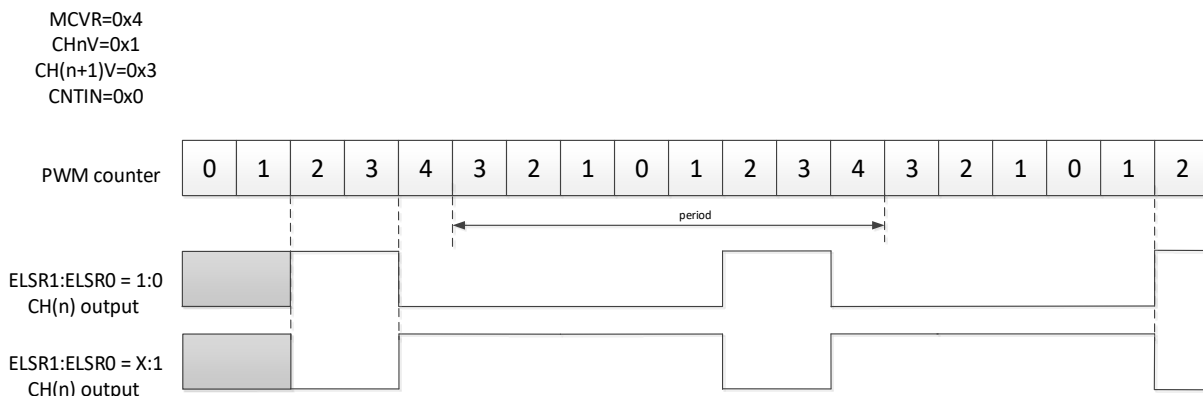 MCVR=0x4
CHnV=0x1
CH(n+1)V=0x3
CNTIN=0x0
PWM counter 0 1 2 3 4 3 2 1 0 1 2 3 4 3 2 1 0 1 2
period
ELSR1:ELSR0 = 1:0
CH(n) output
ELSR1:ELSR0 = X:1
CH(n) output